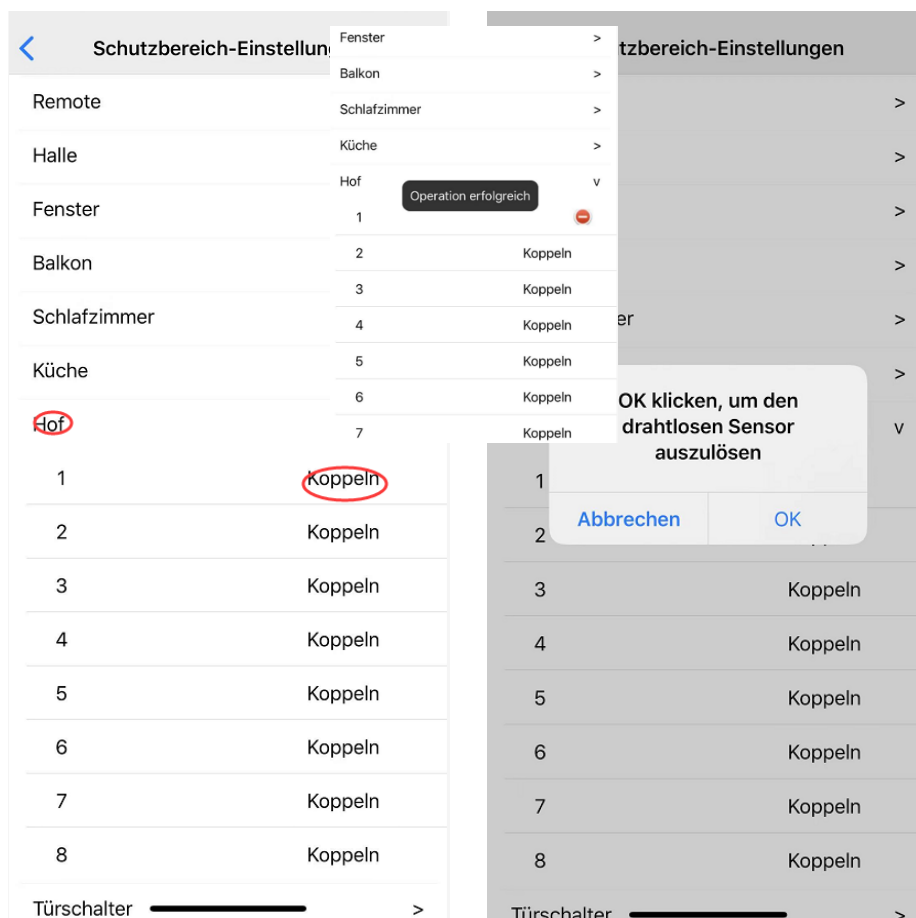 Schutzbereich-Einstellun
Remote
Halle
Fenster
Balkon
Schlafzimmer
Küche
Hof
1 Koppeln
2 Koppeln
3 Koppeln
4 Koppeln
5 Koppeln
6 Koppeln
7 Koppeln
8 Koppeln
Türschalter >
Fenster >
Balkon >
Schlafzimmer >
Küche >
Hof v
Operation erfolgreich
1
2 Koppeln
3 Koppeln
4 Koppeln
5 Koppeln
6 Koppeln
7 Koppeln
tzbereich-Einstellungen
>
>
>
>
er >
>
v
OK klicken, um den
drahtlosen Sensor
auszulösen
Abbrechen OK
1
2
3 Koppeln
4 Koppeln
5 Koppeln
6 Koppeln
7 Koppeln
8 Koppeln
Türschalter >